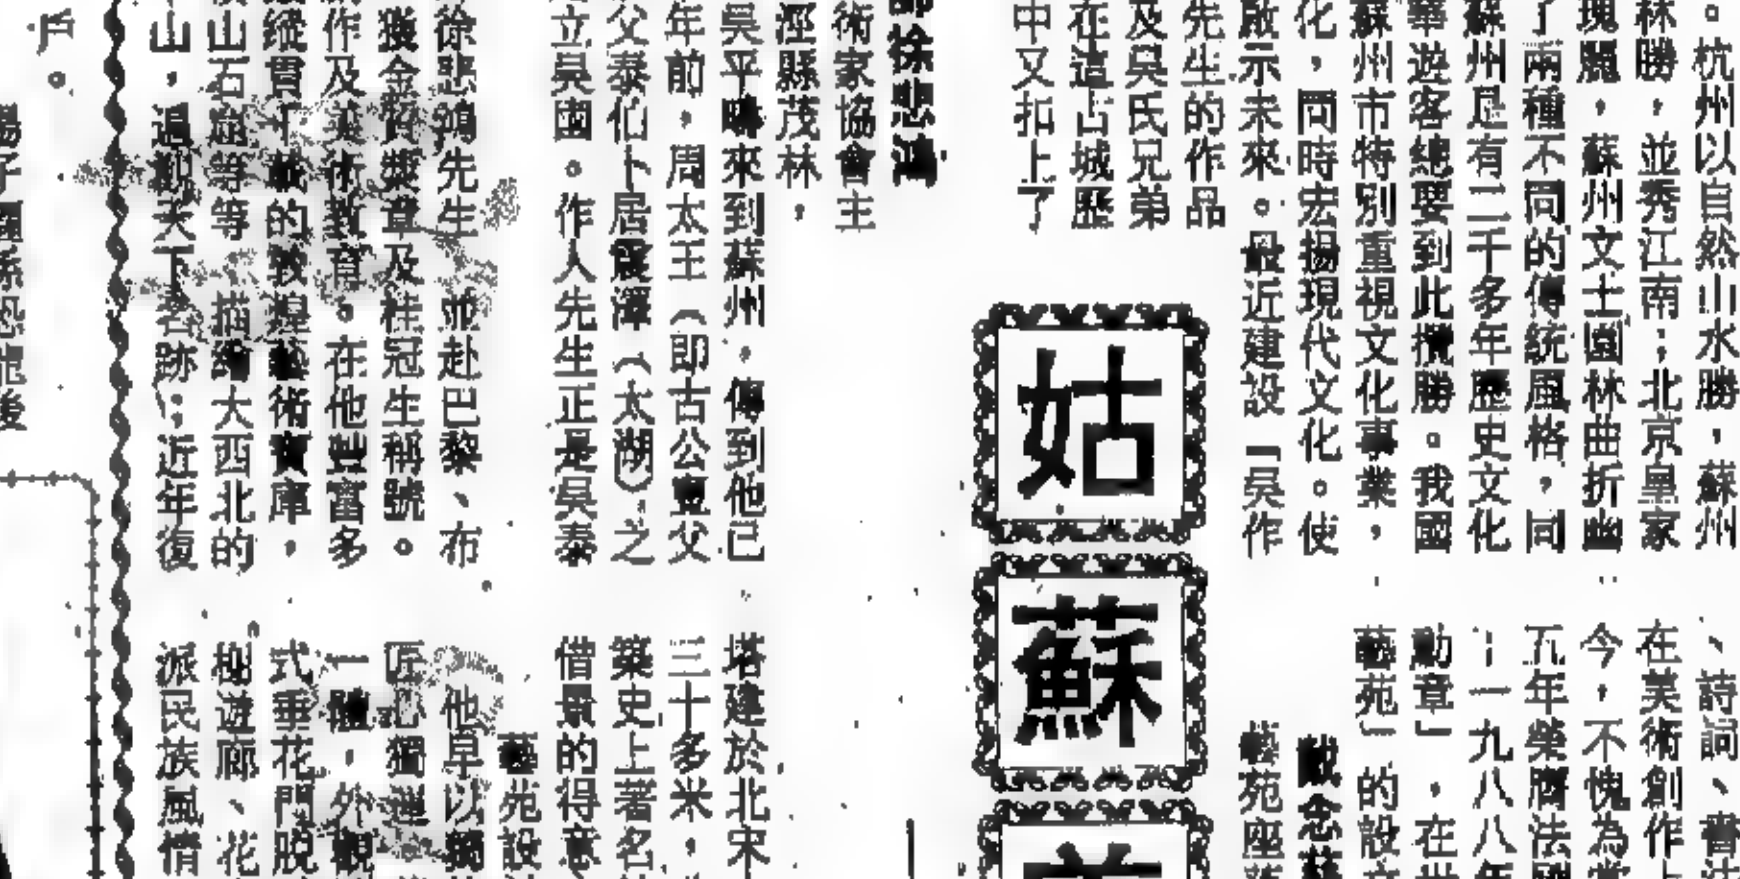 。杭州以自然山水勝，蘇州
林勝，並秀江南；北京皇家
瑰麗，蘇州文士園林曲折幽
了兩種不同的傳統風格，同
蘇州是有二千多年歷史文化
華遊客總要到此攬勝。我國
蘇州市特別重視文化事業，
化，同時宏揚現代文化。使
啟示未來。最近建設「吳作
先生的作品
及吳氏兄弟
在這古城歷
中又扣上了
師徐悲鴻
術家協會主
涇縣茂林，
吳平疇來到蘇州。傳到他已
年前，周太王（即古公亶父
父泰伯卜居震澤（太湖）之
立吳國。作人先生正是吳泰
徐悲鴻先生 並赴巴黎、布
獲金質獎章及桂冠生稱號。
作及美術教育。在他豐富多
縱貫 的敦煌藝術寶庫，
山石窟等等 描繪大西北的
山， 天下名跡；近年復
戶。
姑
蘇
、詩詞、書法
在美術創作上
今，不愧為當
五年榮膺法國
；一九八八年
勳章」，在世
藝苑」的設立
念
藝苑座落
塔建於北宋
三十多米，
築史上著名
借景的得意
藝苑設
他早以獨
匠心獨運
一體，外觀
式垂花門脫
榭遊廊、花
派民族風情